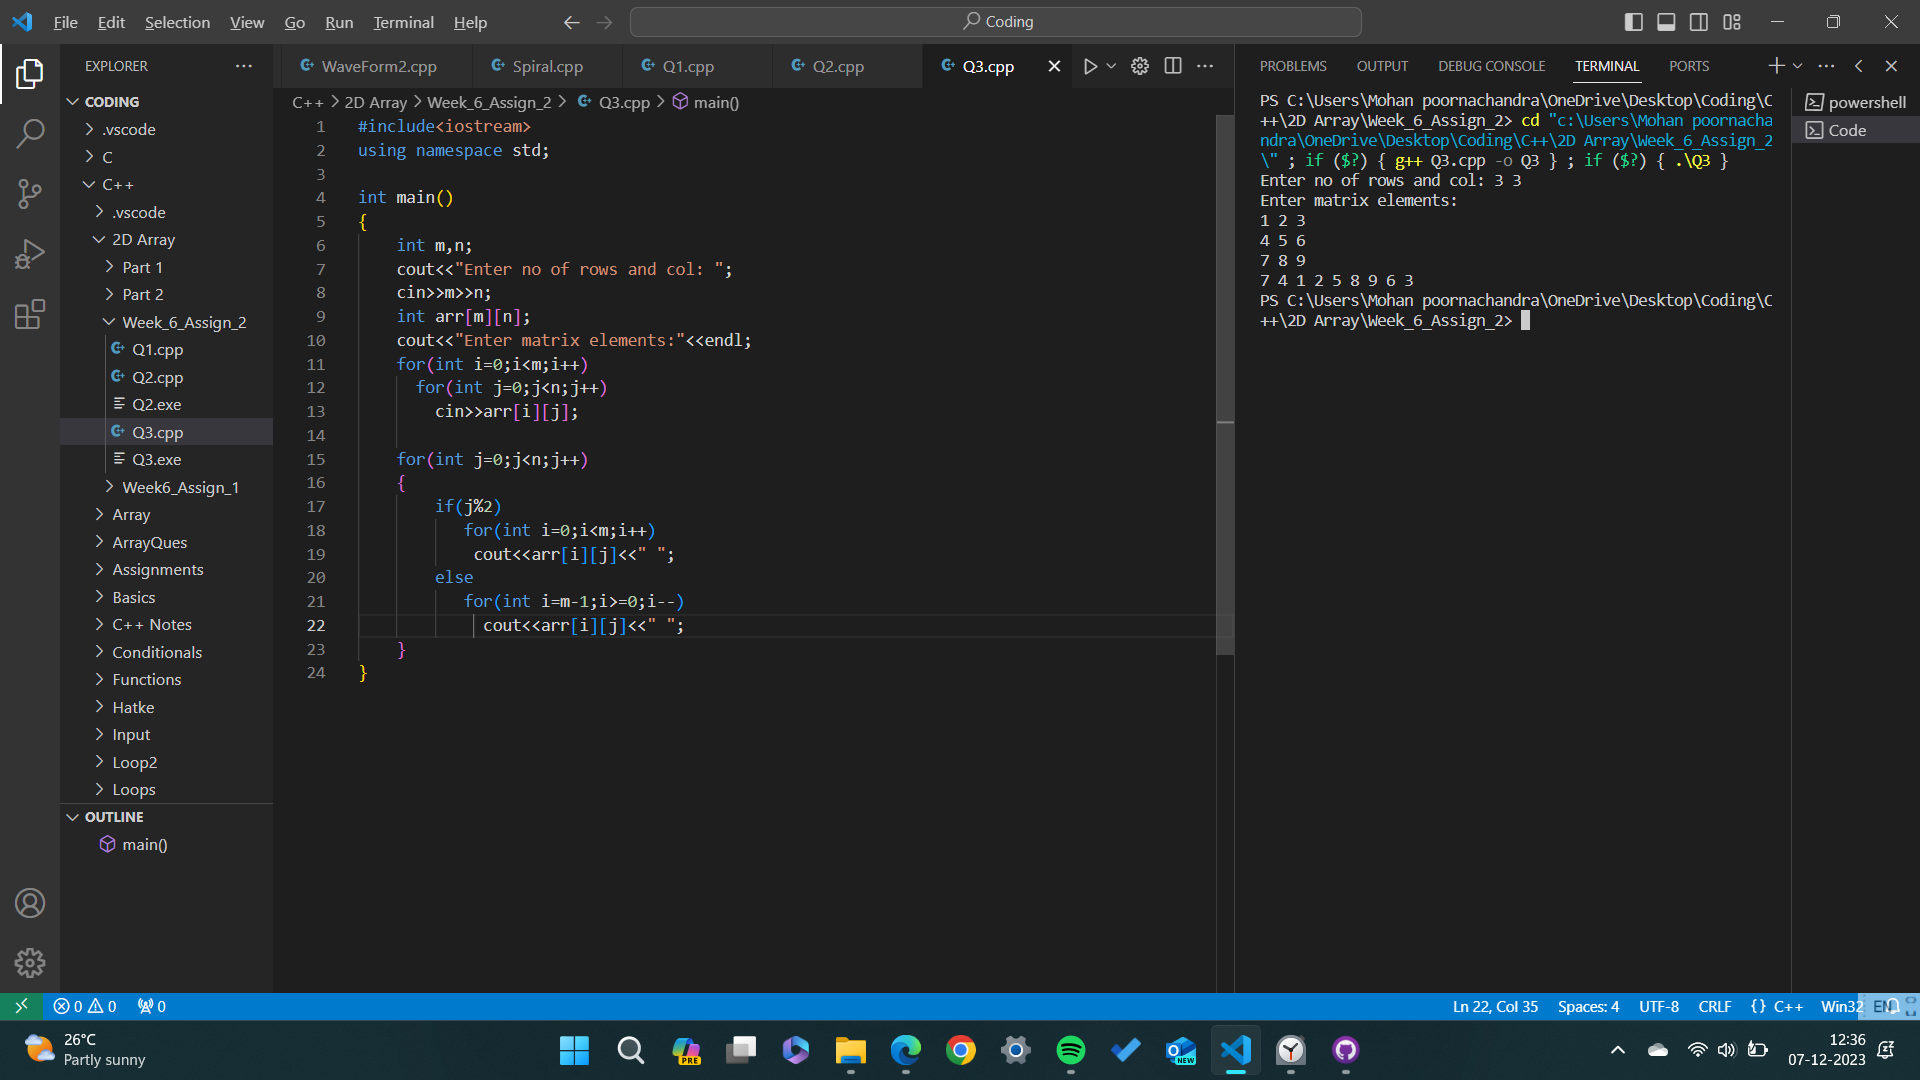 File Edit Selection View Go Run Terminal Help
Coding
EXPLORER
CODING
.vscode
C
C++
.vscode
2D Array
Part 1
Part 2
Week_6_Assign_2
Q1.cpp
Q2.cpp
Q2.exe
Q3.cpp
Q3.exe
Week6_Assign_1
Array
ArrayQues
Assignments
Basics
C++ Notes
Conditionals
Functions
Hatke
Input
Loop2
Loops
OUTLINE
main()
WaveForm2.cpp Spiral.cpp Q1.cpp Q2.cpp Q3.cpp
C++ > 2D Array > Week_6_Assign_2 > Q3.cpp > main()
1 #include<iostream>
2 using namespace std;
3
4 int main()
5 {
6 int m,n;
7 cout<<"Enter no of rows and col: ";
8 cin>>m>>n;
9 int arr[m][n];
10 cout<<"Enter matrix elements:"<<endl;
11 for(int i=0;i<m;i++)
12 for(int j=0;j<n;j++)
13 cin>>arr[i][j];
14
15 for(int j=0;j<n;j++)
16 {
17 if(j%2)
18 for(int i=0;i<m;i++)
19 cout<<arr[i][j]<<" ";
20 else
21 for(int i=m-1;i>=0;i--)
22 cout<<arr[i][j]<<" ";
23 }
24 }
PROBLEMS OUTPUT DEBUG CONSOLE TERMINAL PORTS
PS C:\Users\Mohan poornachandra\OneDrive\Desktop\Coding\C
++\2D Array\Week_6_Assign_2> cd "c:\Users\Mohan poornacha
ndra\OneDrive\Desktop\Coding\C++\2D Array\Week_6_Assign_2
\" ; if ($?) { g++ Q3.cpp -o Q3 } ; if ($?) { .\Q3 }
Enter no of rows and col: 3 3
Enter matrix elements:
1 2 3
4 5 6
7 8 9
7 4 1 2 5 8 9 6 3
PS C:\Users\Mohan poornachandra\OneDrive\Desktop\Coding\C
++\2D Array\Week_6_Assign_2>
powershell
Code
0 0 0
Ln 22, Col 35 Spaces: 4 UTF-8 CRLF {} C++ Win32 EN
26°C
Partly sunny
PRE
NEW
12:36
07-12-2023